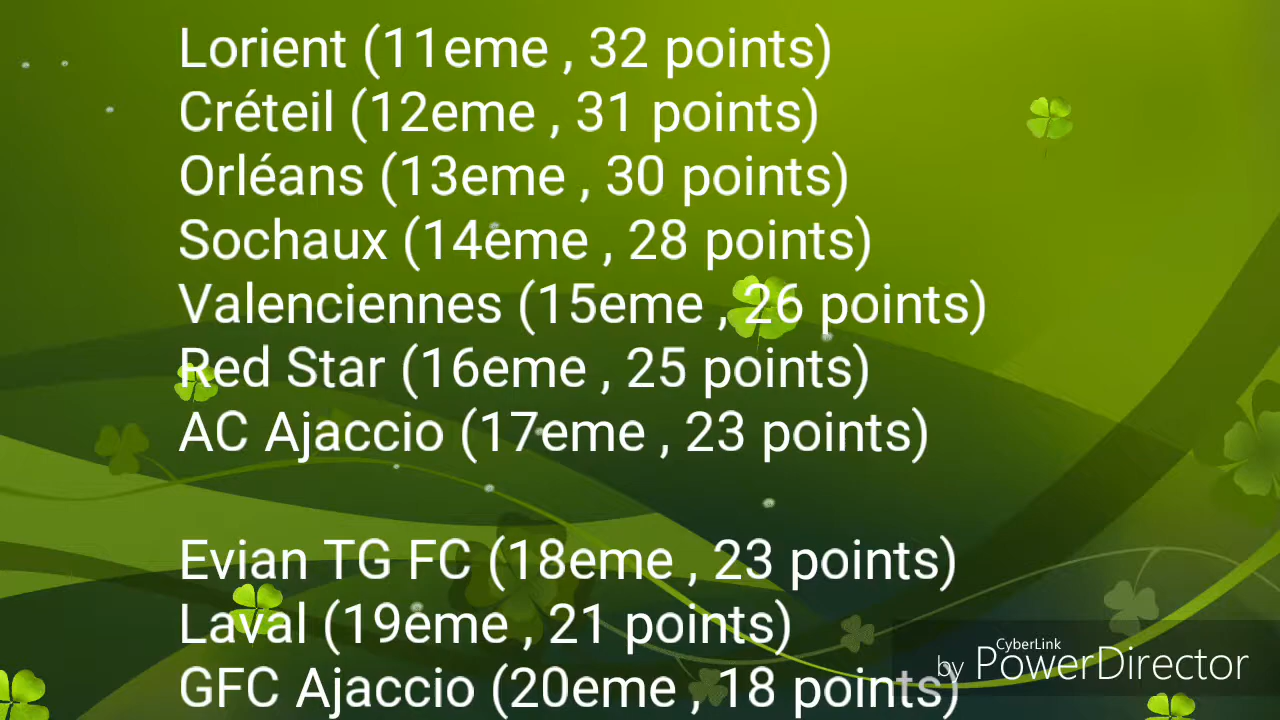 Lorient (11eme , 32 points)
Créteil (12eme , 31 points)
Orléans (13eme , 30 points)
Sochaux (14eme , 28 points)
Valenciennes (15eme , 26 points)
Red Star (16eme , 25 points)
AC Ajaccio (17eme , 23 points)
Evian TG FC (18eme , 23 points)
Laval (19eme , 21 points)
GFC Ajaccio (20eme , 18 points)
CyberLink
by PowerDirector